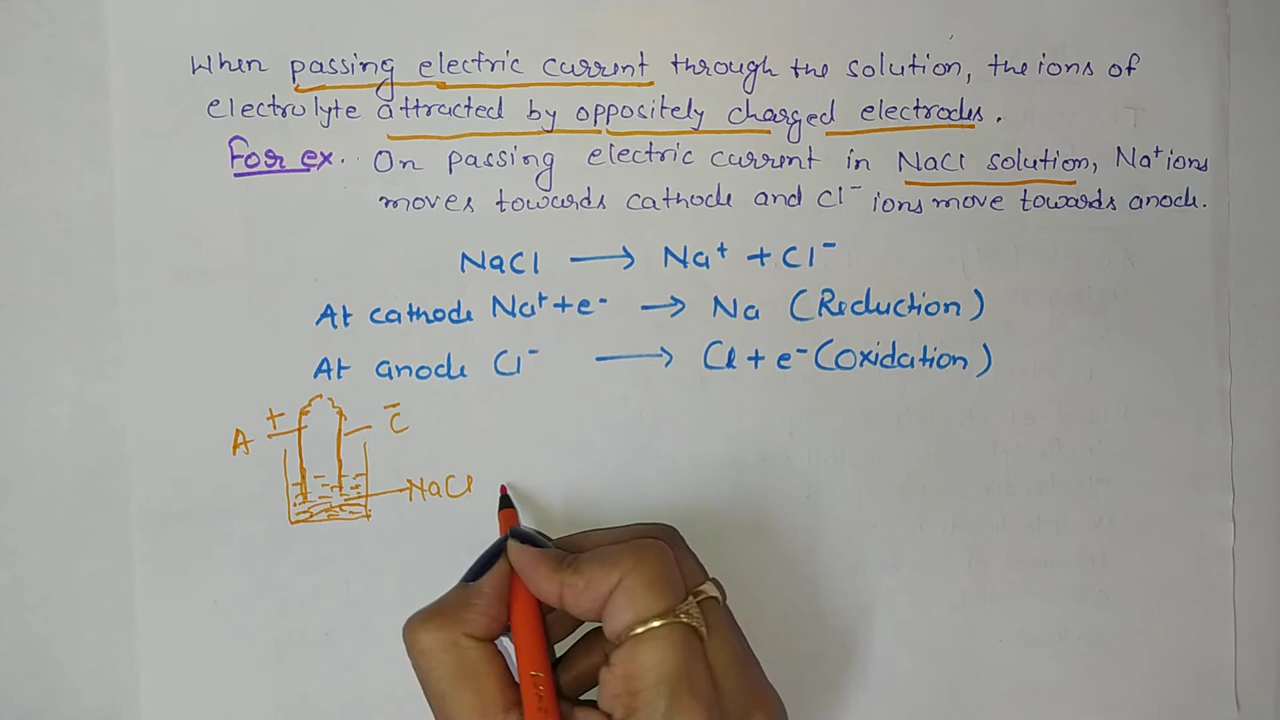 When passing electric current through the solution, the ions of
electrolyte attracted by oppositely charged electrodes.
For ex. On passing electric current in NaCl solution, Na⁺ ions
moves towards cathode and Cl⁻ ions move towards anode.
NaCl ⟶ Na⁺ + Cl⁻
At cathode Na⁺+e⁻ ⟶ Na (Reduction)
At anode Cl⁻ ⟶ Cl + e⁻ (Oxidation)
A + − C
NaCl